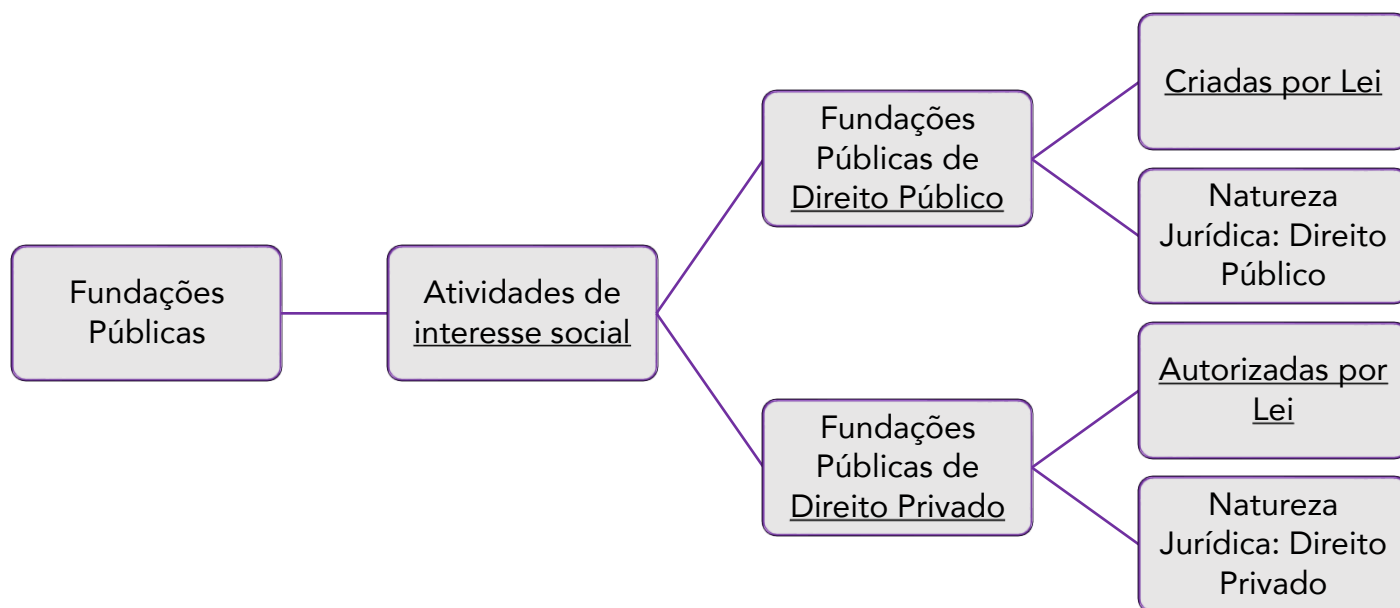 Fundações
Públicas
Atividades de
interesse social
Fundações
Públicas de
Direito Público
Criadas por Lei
Natureza
Jurídica: Direito
Público
Fundações
Públicas de
Direito Privado
Autorizadas por
Lei
Natureza
Jurídica: Direito
Privado